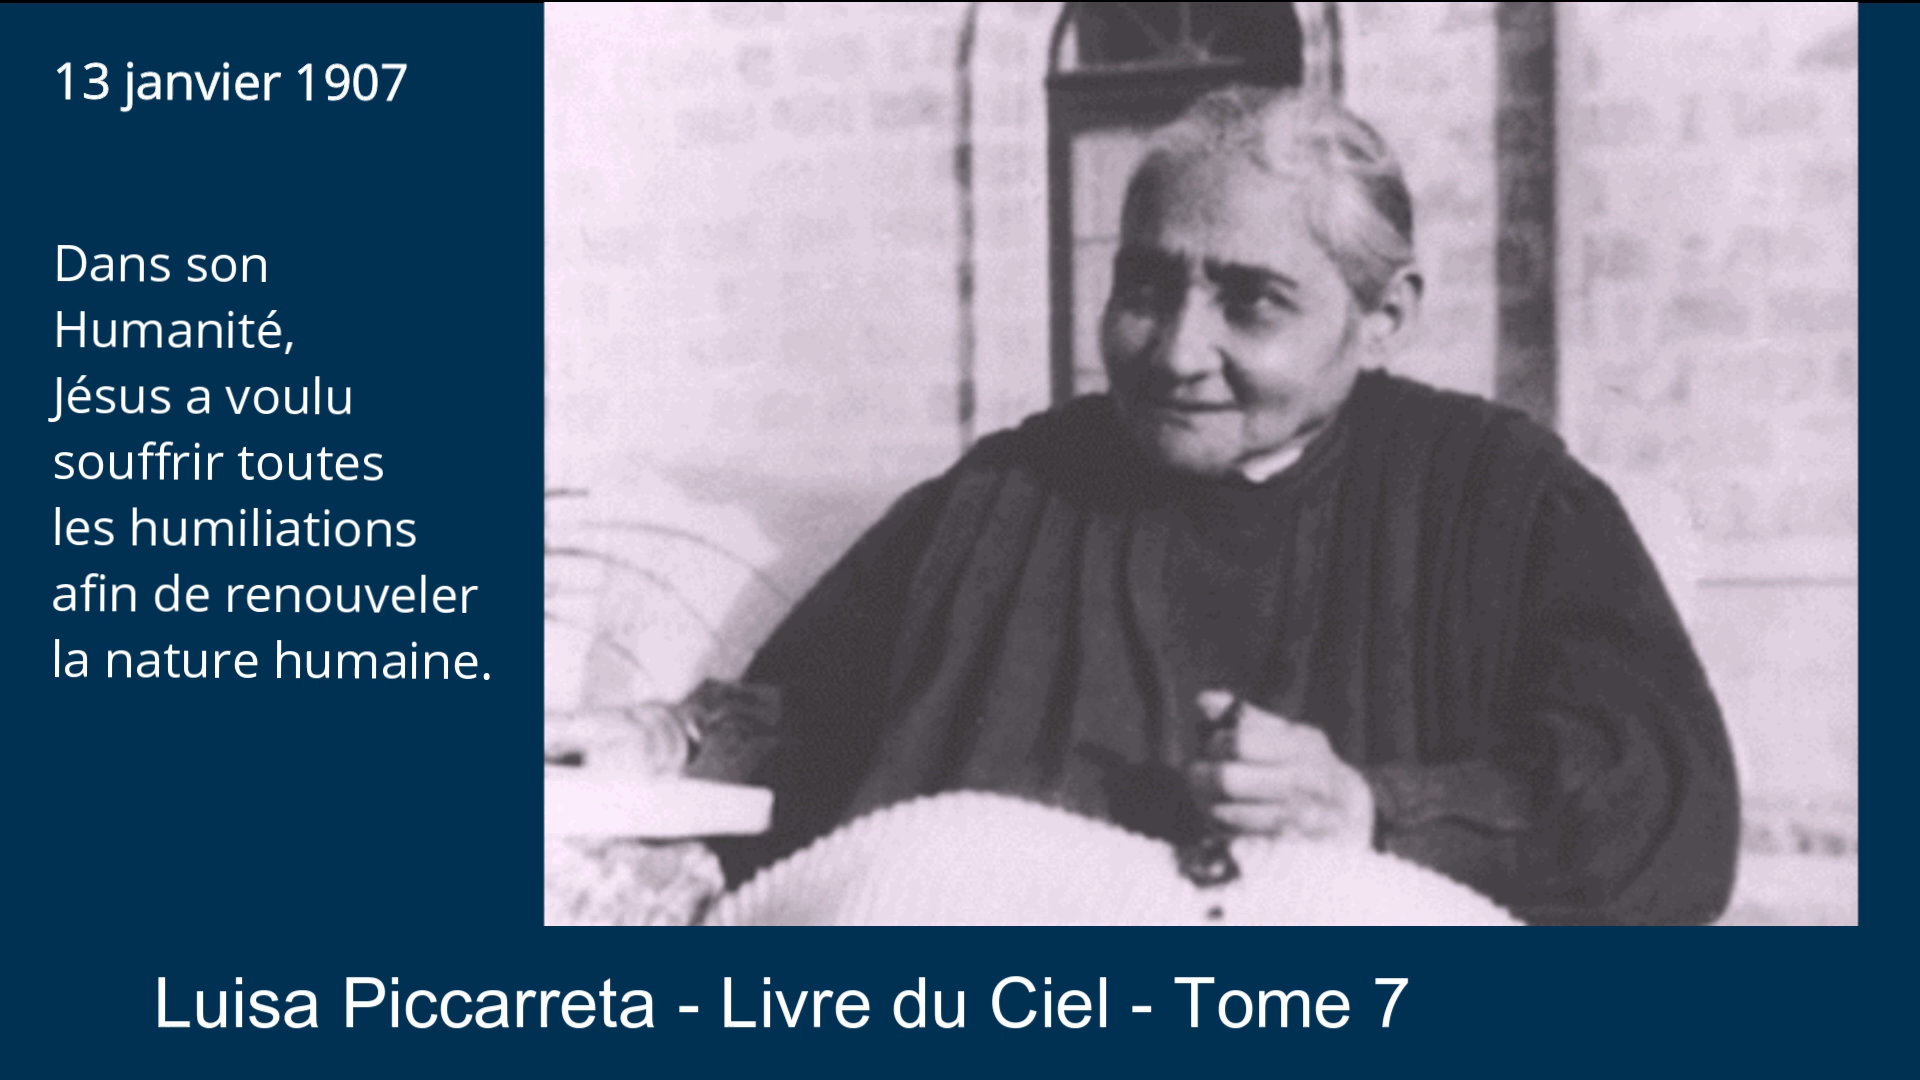 13 janvier 1907
Dans son
Humanité,
Jésus a voulu
souffrir toutes
les humiliations
afin de renouveler
la nature humaine.
Luisa Piccarreta - Livre du Ciel - Tome 7